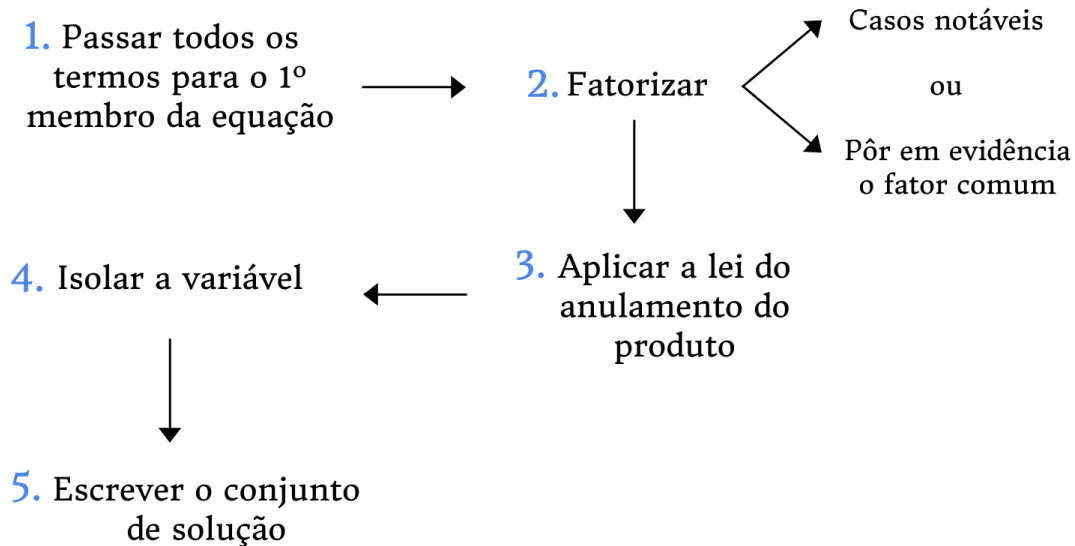 1. Passar todos os
termos para o 1º
membro da equação
2. Fatorizar
Casos notáveis
ou
Pôr em evidência
o fator comum
3. Aplicar a lei do
anulamento do
produto
4. Isolar a variável
5. Escrever o conjunto
de solução